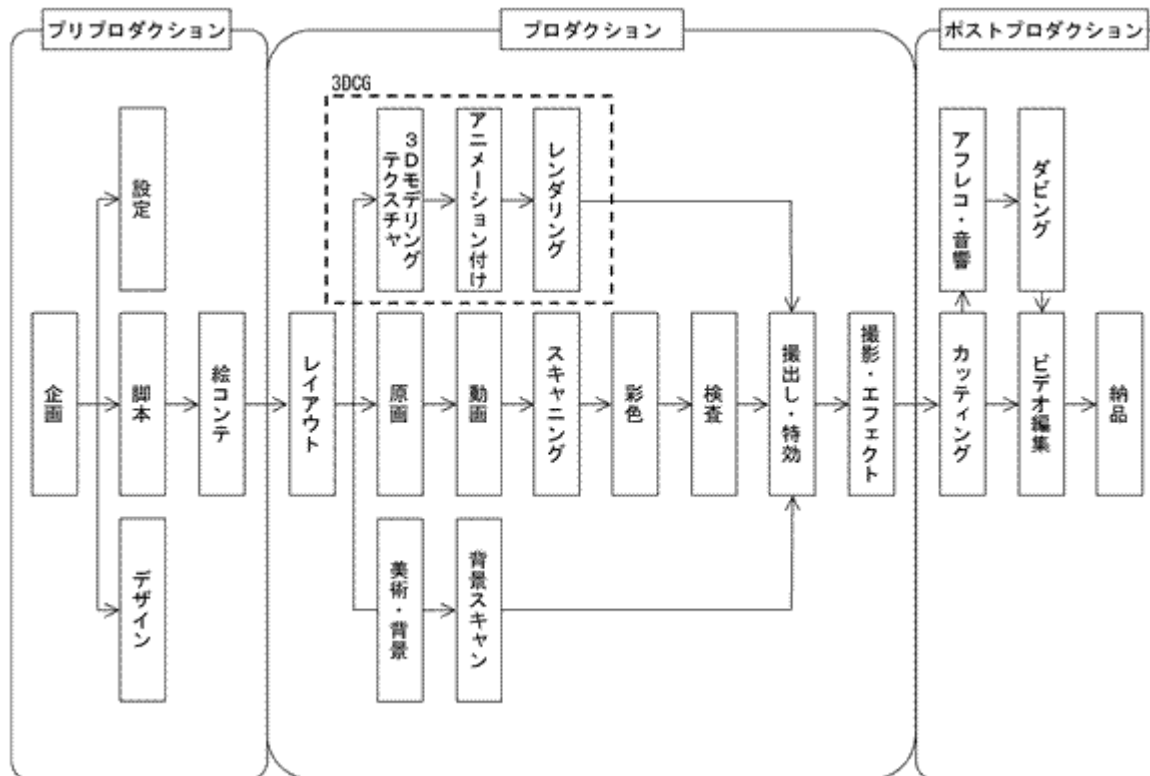 プリプロダクション
プロダクション
ポストプロダクション
3DCG
設定
企画
脚本
絵コンテ
デザイン
レイアウト
3Dモデリング
テクスチャ
アニメーション付け
レンダリング
原画
動画
スキャニング
彩色
検査
撮出し・特効
撮影・エフェクト
美術・背景
背景スキャン
アフレコ・音響
ダビング
カッティング
ビデオ編集
納品